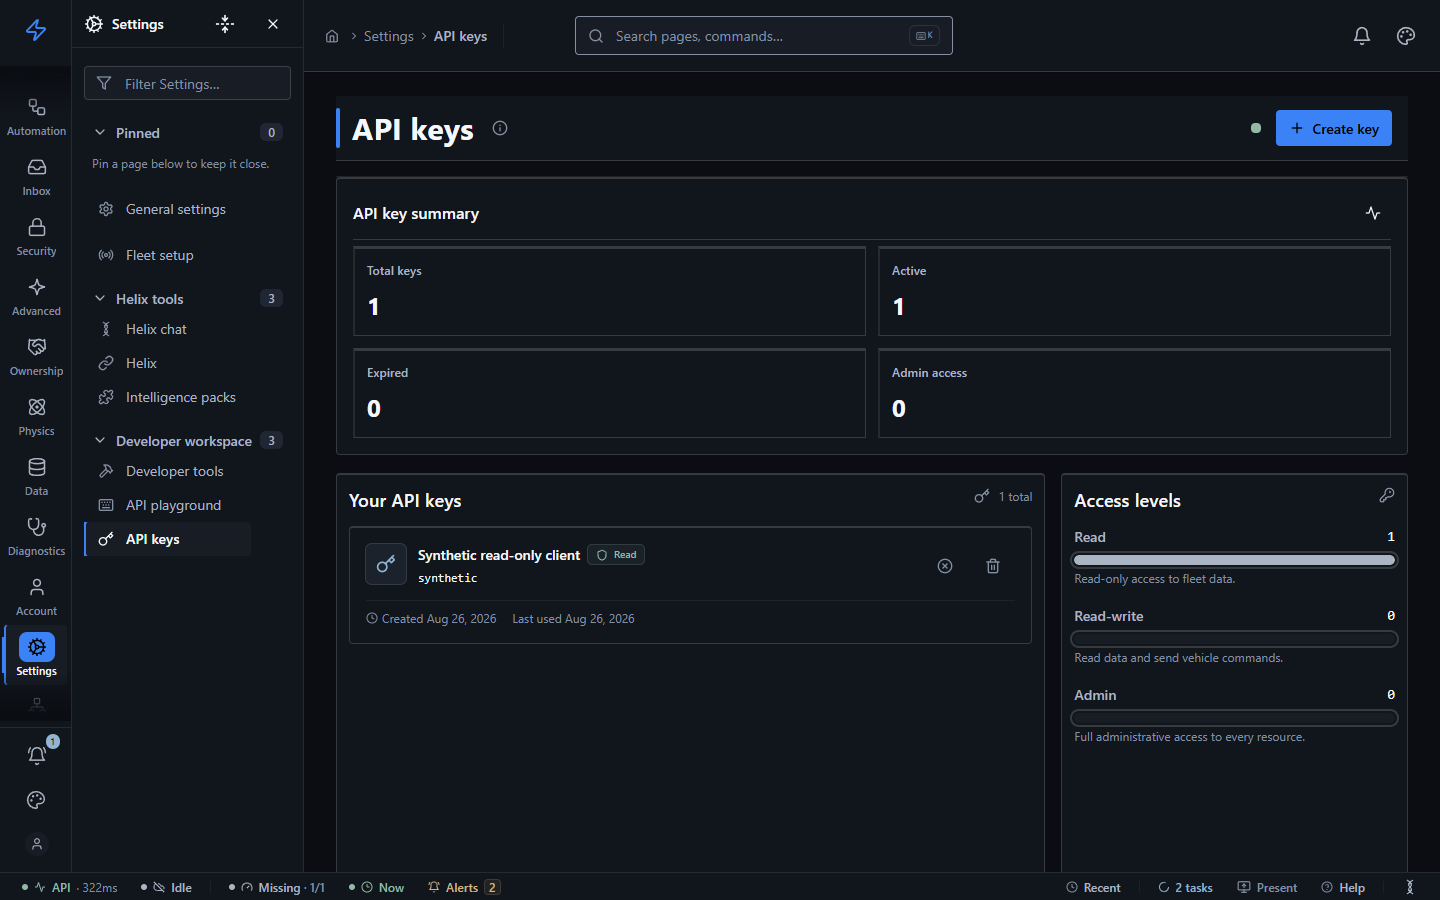 Settings
Filter Settings...
Pinned 0
Pin a page below to keep it close.
General settings
Fleet setup
Helix tools 3
Helix chat
Helix
Intelligence packs
Developer workspace 3
Developer tools
API playground
API keys
Automation
Inbox
Security
Advanced
Ownership
Physics
Data
Diagnostics
Account
Settings
1
Settings API keys
Search pages, commands... K
API keys
Create key
API key summary
Total keys
1
Active
1
Expired
0
Admin access
0
Your API keys 1 total
Synthetic read-only client Read
synthetic
Created Aug 26, 2026 Last used Aug 26, 2026
Access levels
Read 1
Read-only access to fleet data.
Read-write 0
Read data and send vehicle commands.
Admin 0
Full administrative access to every resource.
API · 322ms Idle Missing · 1/1 Now Alerts 2 Recent 2 tasks Present Help